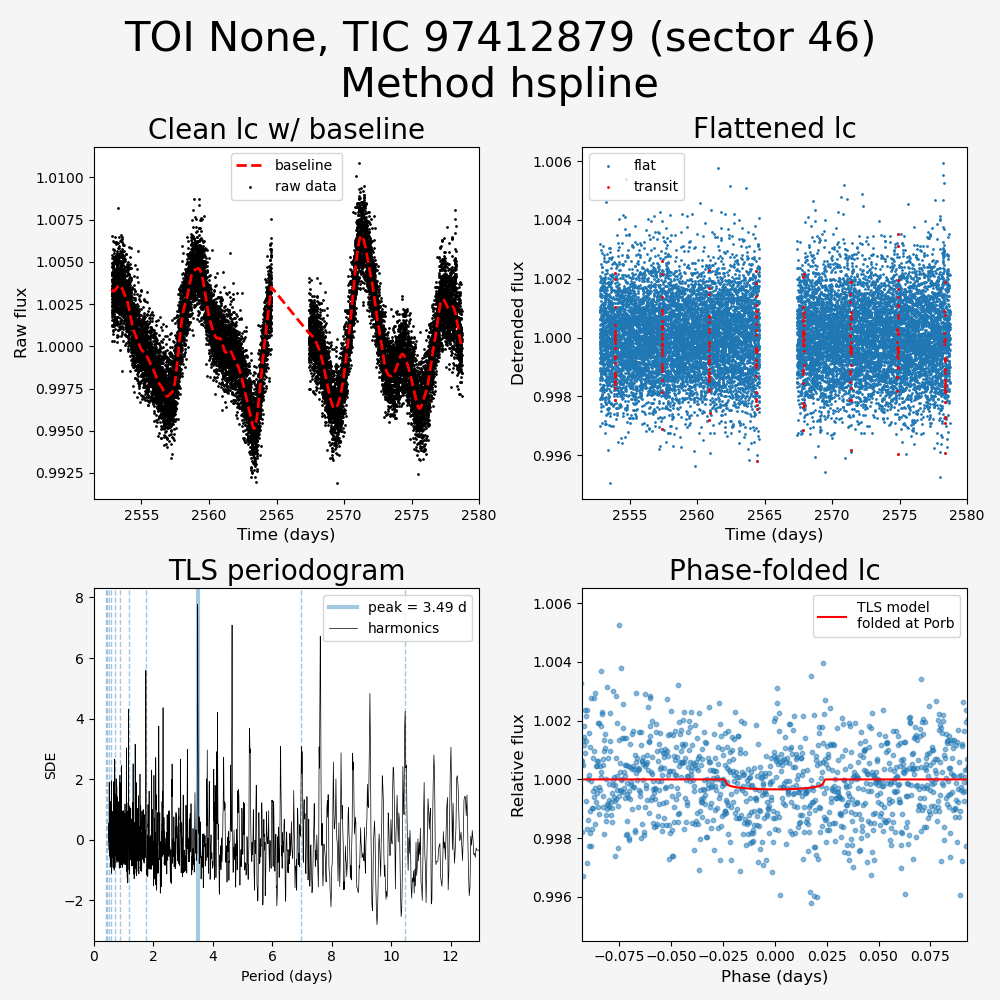 TOI None, TIC 97412879 (sector 46)
Method hspline
Clean lc w/ baseline
baseline
raw data
Raw flux
1.0100
1.0075
1.0050
1.0025
1.0000
0.9975
0.9950
0.9925
2555 2560 2565 2570 2575 2580
Time (days)
Flattened lc
flat
transit
Detrended flux
1.006
1.004
1.002
1.000
0.998
0.996
2555 2560 2565 2570 2575 2580
Time (days)
TLS periodogram
peak = 3.49 d
harmonics
SDE
8
6
4
2
0
−2
0 2 4 6 8 10 12
Period (days)
Phase-folded lc
TLS model
folded at Porb
Relative flux
1.006
1.004
1.002
1.000
0.998
0.996
−0.075 −0.050 −0.025 0.000 0.025 0.050 0.075
Phase (days)